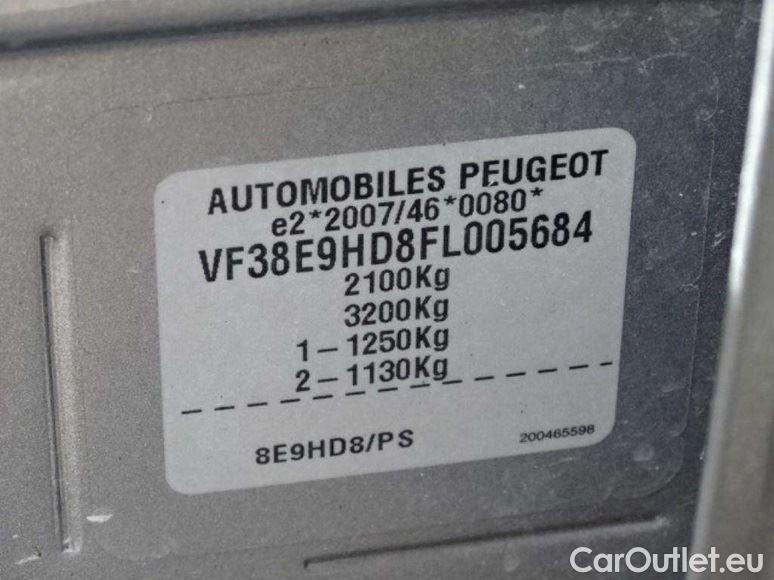 AUTOMOBILES PEUGEOT
e2*2007/46*0080*
VF38E9HD8FL005684
2100Kg
3200Kg
1-1250Kg
2-1130Kg
8E9HD8/PS
200465598
CarOutlet.eu